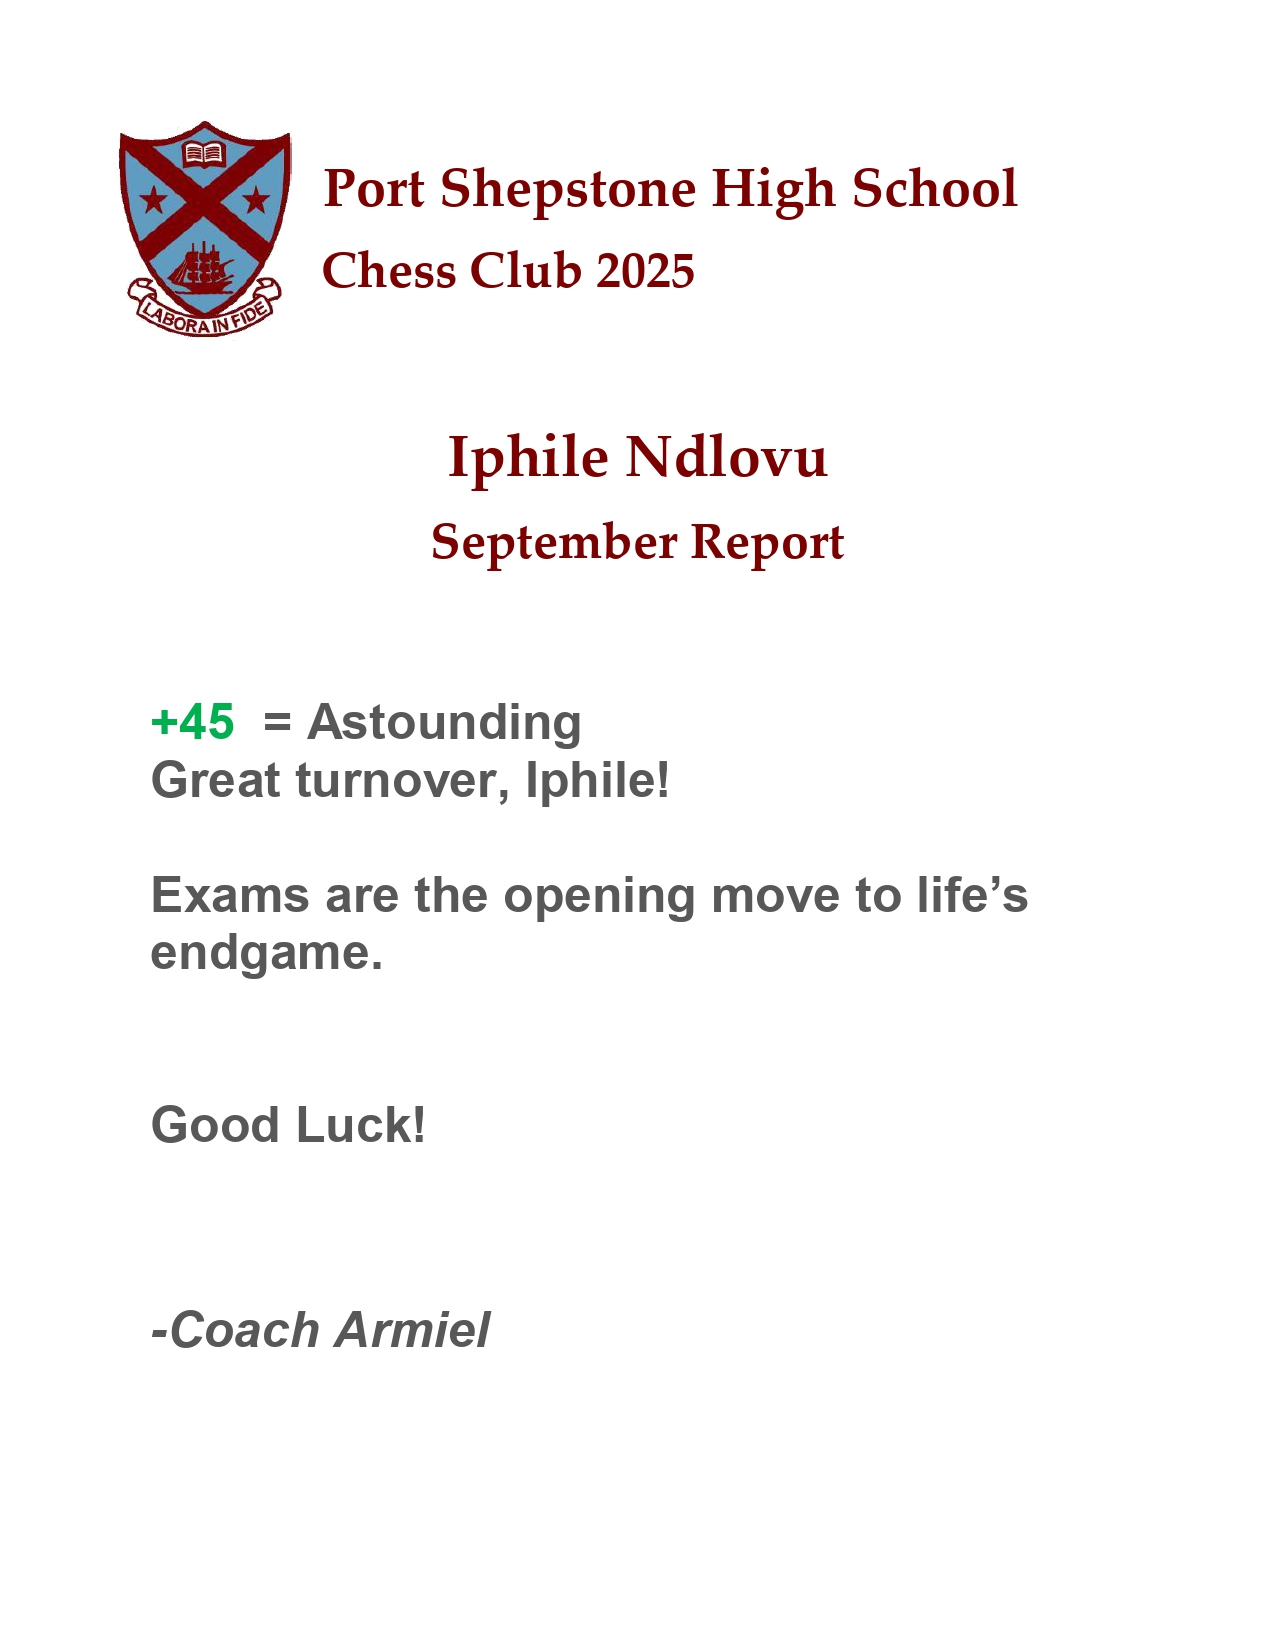 Port Shepstone High School
Chess Club 2025
LABORA IN FIDE
Iphile Ndlovu
September Report
+45 = Astounding
Great turnover, Iphile!
Exams are the opening move to life’s
endgame.
Good Luck!
-Coach Armiel